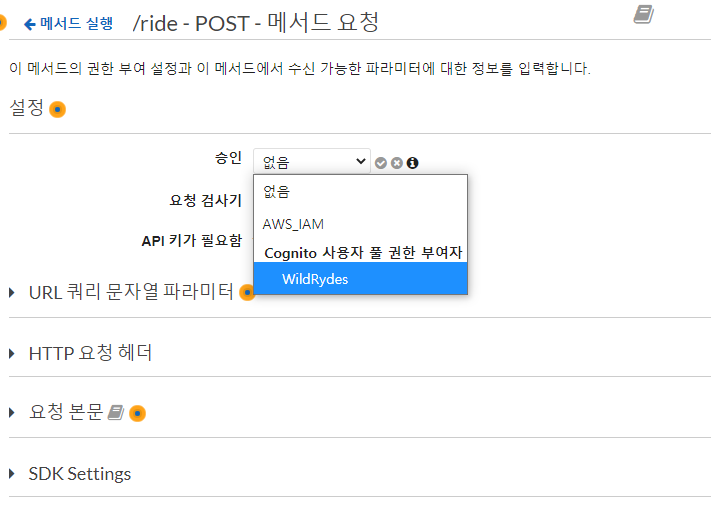 메서드 실행 /ride - POST - 메서드 요청
이 메서드의 권한 부여 설정과 이 메서드에서 수신 가능한 파라미터에 대한 정보를 입력합니다.
설정
승인 없음
없음
요청 검사기
AWS_IAM
API 키가 필요함
Cognito 사용자 풀 권한 부여자
WildRydes
URL 쿼리 문자열 파라미터
HTTP 요청 헤더
요청 본문
SDK Settings